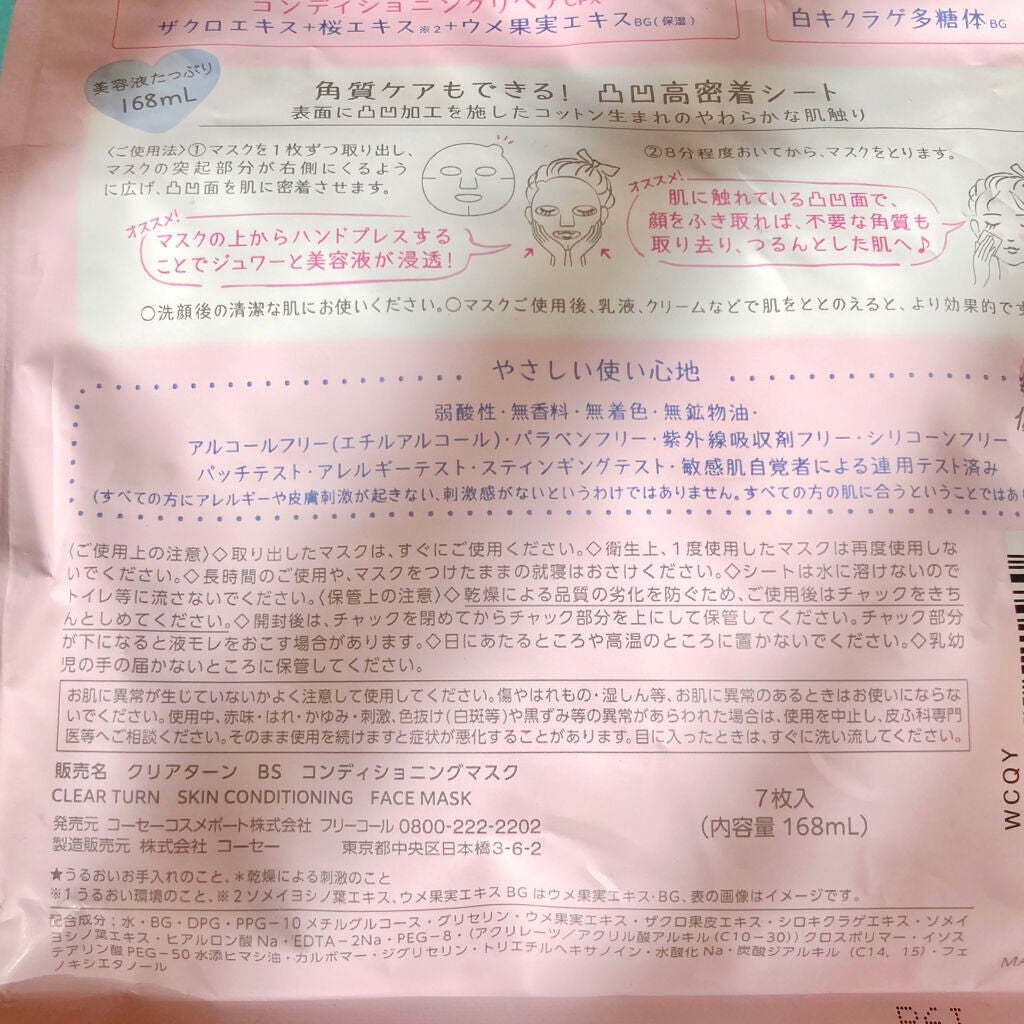 コンディショニングリペアCPX
ザクロエキス+桜エキス※2+ウメ果実エキスBG(保湿)
白キクラゲ多糖体BG
美容液たっぷり
168mL
角質ケアもできる! 凸凹高密着シート
表面に凸凹加工を施したコットン生まれのやわらかな肌触り
〈ご使用法〉①マスクを1枚ずつ取り出し、
マスクの突起部分が右側にくるよう
に広げ、凸凹面を肌に密着させます。
オススメ!
マスクの上からハンドプレスする
ことでジュワーと美容液が浸透!
②8分程度おいてから、マスクをとります。
オススメ!
肌に触れている凸凹面で、
顔をふき取れば、不要な角質も
取り去り、つるんとした肌へ♪
○洗顔後の清潔な肌にお使いください。○マスクご使用後、乳液、クリームなどで肌をととのえると、より効果的です
やさしい使い心地
弱酸性・無香料・無着色・無鉱物油・
アルコールフリー(エチルアルコール)・パラベンフリー・紫外線吸収剤フリー・シリコーンフリー
パッチテスト・アレルギーテスト・スティンギングテスト・敏感肌自覚者による連用テスト済み
(すべての方にアレルギーや皮膚刺激が起きない、刺激感がないというわけではありません。すべての方の肌に合うということではあり
〈ご使用上の注意〉◇取り出したマスクは、すぐにご使用ください。◇衛生上、1度使用したマスクは再度使用しな
いでください。◇長時間のご使用や、マスクをつけたままの就寝はおさけください。◇シートは水に溶けないので
トイレ等に流さないでください。〈保管上の注意〉◇乾燥による品質の劣化を防ぐため、ご使用後はチャックをきち
んとしめてください。◇開封後は、チャックを閉めてからチャック部分を上にして保管してください。チャック部分
が下になると液モレをおこす場合があります。◇日にあたるところや高温のところに置かないでください。◇乳幼
児の手の届かないところに保管してください。
お肌に異常が生じていないかよく注意して使用してください。傷やはれもの・湿しん等、お肌に異常のあるときはお使いにならな
いでください。使用中、赤味・はれ・かゆみ・刺激、色抜け(白斑等)や黒ずみ等の異常があらわれた場合は、使用を中止し、皮ふ科専門
医等へご相談ください。そのまま使用を続けますと症状が悪化することがあります。目に入ったときは、すぐに洗い流してください。
販売名 クリアターン BS コンディショニングマスク
CLEAR TURN SKIN CONDITIONING FACE MASK
7枚入
(内容量 168mL)
発売元 コーセーコスメポート株式会社 フリーコール 0800-222-2202
製造販売元 株式会社 コーセー 東京都中央区日本橋3-6-2
WCQY
★うるおいお手入れのこと、＊乾燥による刺激のこと
※1 うるおい環境のこと、※2 ソメイヨシノ葉エキス、ウメ果実エキス BG はウメ果実エキス・BG、表の画像はイメージです。
配合成分；水・BG・DPG・PPG－10 メチルグルコース・グリセリン・ウメ果実エキス・ザクロ果皮エキス・シロキクラゲエキス・ソメイ
ヨシノ葉エキス・ヒアルロン酸 Na・EDTA－2Na・PEG－8・(アクリレーツ／アクリル酸アルキル(C10－30))クロスポリマー・イソス
テアリン酸 PEG－50 水添ヒマシ油・カルボマー・ジグリセリン・トリエチルヘキサノイン・水酸化 Na・炭酸ジアルキル (C14、15)・フェ
ノキシエタノール